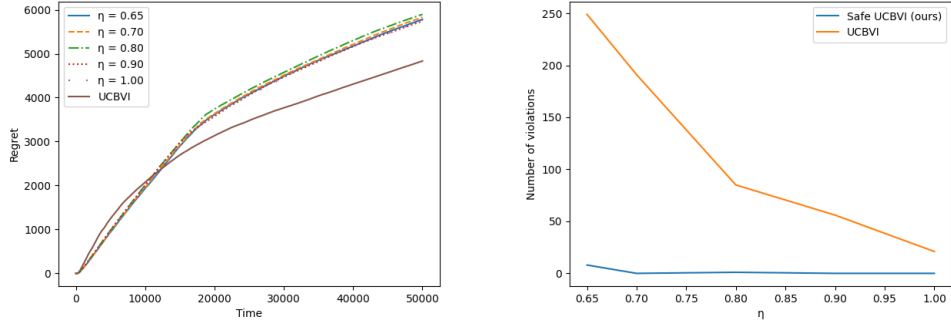 6000
5000
4000
3000
2000
1000
0
Regret
η = 0.65
η = 0.70
η = 0.80
η = 0.90
η = 1.00
UCBVI
0 10000 20000 30000 40000 50000
Time
250
200
150
100
50
0
Number of violations
Safe UCBVI (ours)
UCBVI
0.65 0.70 0.75 0.80 0.85 0.90 0.95 1.00
η